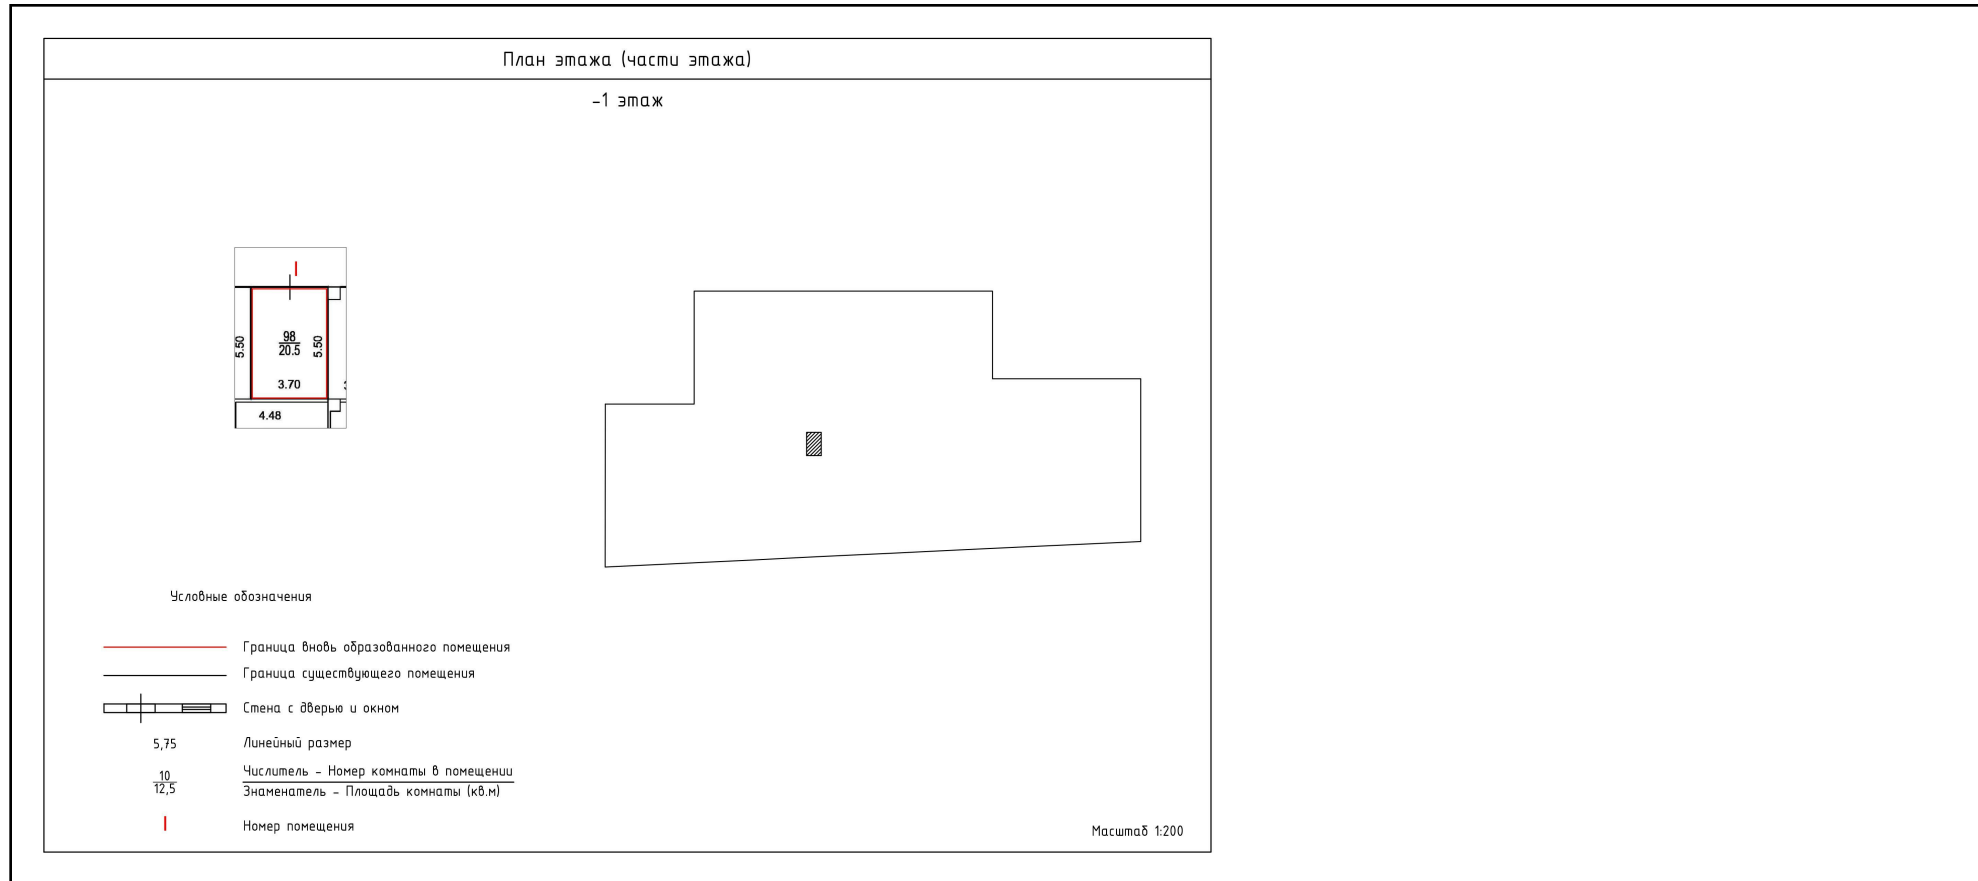 План этажа (части этажа)
-1 этаж
I
5.50
98
20.5
5.50
3.70
4.48
Условные обозначения
Граница вновь образованного помещения
Граница существующего помещения
Стена с дверью и окном
5,75 Линейный размер
10 Числитель - Номер комнаты в помещении
12,5 Знаменатель - Площадь комнаты (кв.м)
I Номер помещения
Масштаб 1:200